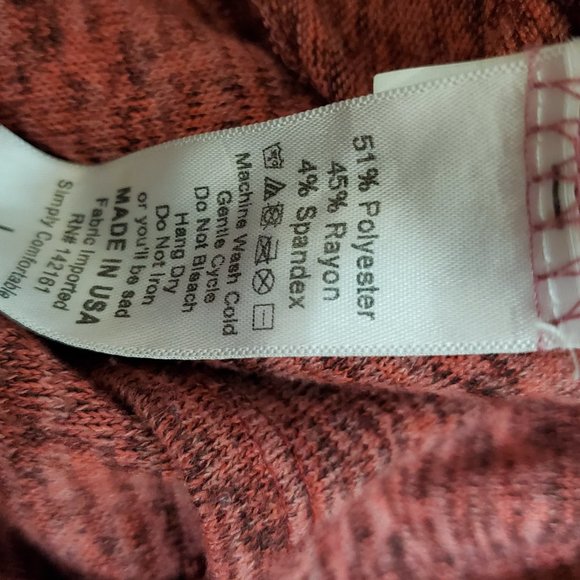 51% Polyester
45% Rayon
4% Spandex
Machine Wash Cold
Gentle Cycle
Do Not Bleach
Hang Dry
Do Not Iron
or you'll be sad
MADE IN USA
Fabric Imported
RN# 142161
Simply Comfortable